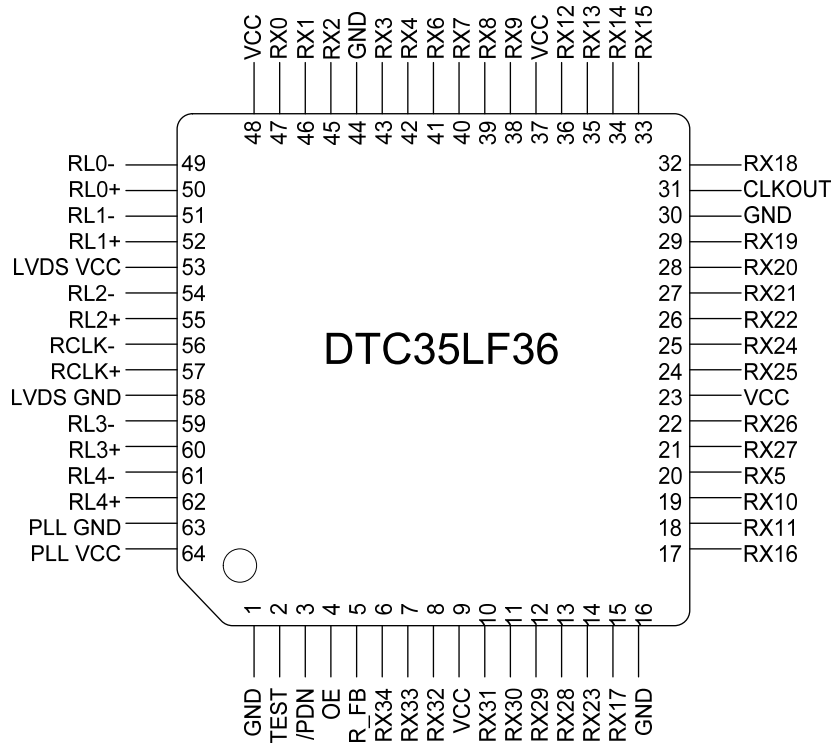 VCC RX0 RX1 RX2 GND RX3 RX4 RX6 RX7 RX8 RX9 VCC RX12 RX13 RX14 RX15
48 47 46 45 44 43 42 41 40 39 38 37 36 35 34 33
RL0- 49 32 RX18
RL0+ 50 31 CLKOUT
RL1- 51 30 GND
RL1+ 52 29 RX19
LVDS VCC 53 28 RX20
RL2- 54 27 RX21
RL2+ 55 26 RX22
DTC35LF36
RCLK- 56 25 RX24
RCLK+ 57 24 RX25
LVDS GND 58 23 VCC
RL3- 59 22 RX26
RL3+ 60 21 RX27
RL4- 61 20 RX5
RL4+ 62 19 RX10
PLL GND 63 18 RX11
PLL VCC 64 17 RX16
1 2 3 4 5 6 7 8 9 10 11 12 13 14 15 16
GND TEST /PDN OE R_FB RX34 RX33 RX32 VCC RX31 RX30 RX29 RX28 RX23 RX17 GND